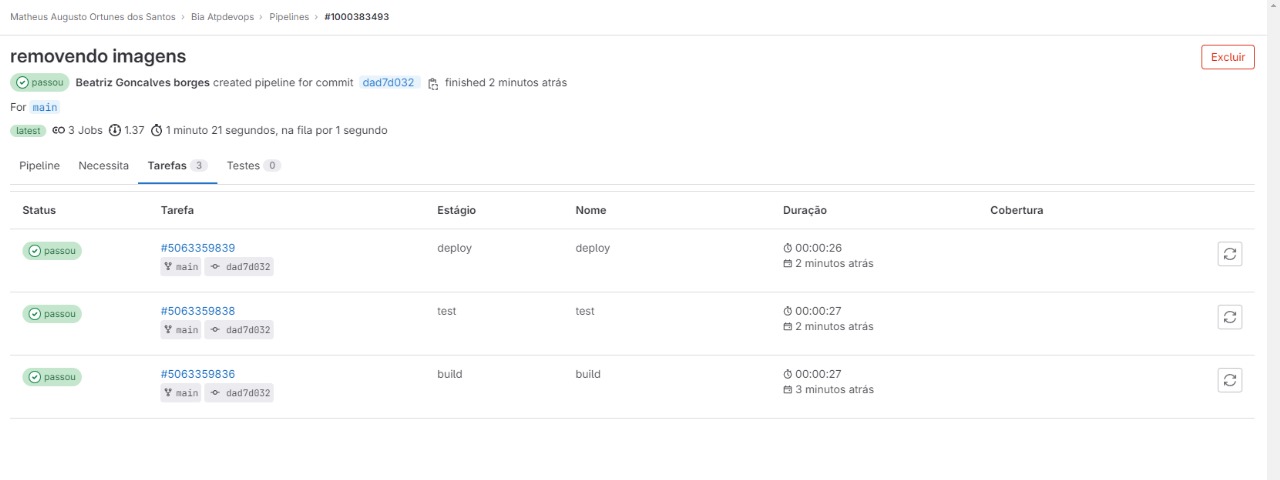 Matheus Augusto Ortunes dos Santos › Bia Atpdevops › Pipelines › #1000383493
removendo imagens
Excluir
passou Beatriz Goncalves borges created pipeline for commit dad7d032 finished 2 minutos atrás
For main
latest 3 Jobs 1.37 1 minuto 21 segundos, na fila por 1 segundo
Pipeline Necessita Tarefas 3 Testes 0
Status Tarefa Estágio Nome Duração Cobertura
passou #5063359839 deploy deploy 00:00:26
main dad7d032 2 minutos atrás
passou #5063359838 test test 00:00:27
main dad7d032 2 minutos atrás
passou #5063359836 build build 00:00:27
main dad7d032 3 minutos atrás